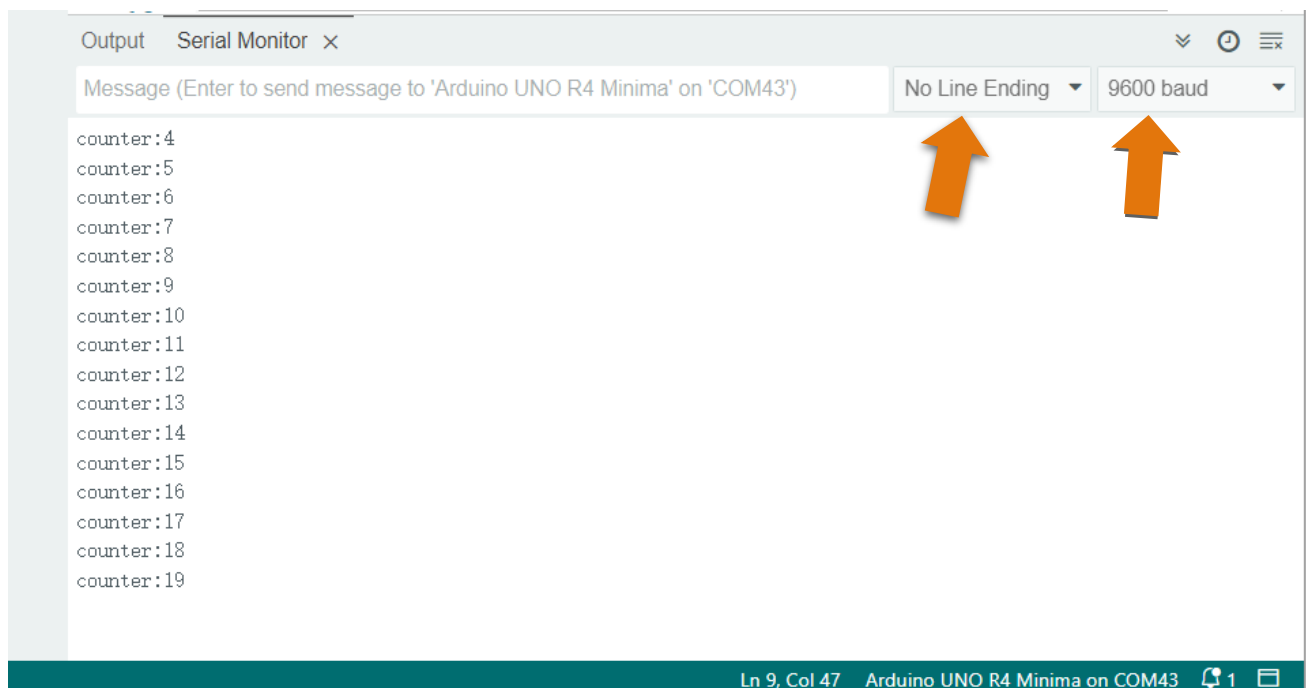 Output Serial Monitor
Message (Enter to send message to 'Arduino UNO R4 Minima' on 'COM43') No Line Ending 9600 baud
counter:4
counter:5
counter:6
counter:7
counter:8
counter:9
counter:10
counter:11
counter:12
counter:13
counter:14
counter:15
counter:16
counter:17
counter:18
counter:19
Ln 9, Col 47 Arduino UNO R4 Minima on COM43 1